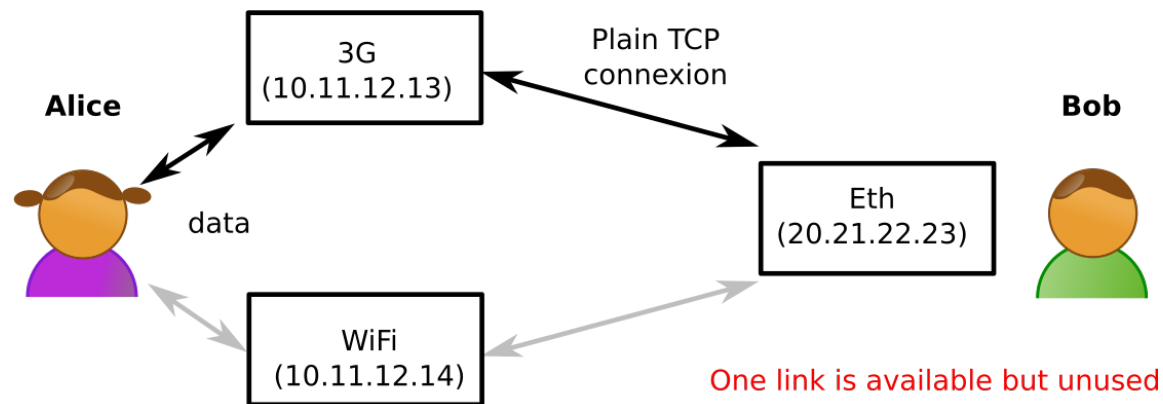 3G
(10.11.12.13)
Plain TCP
connexion
Alice
Bob
data
Eth
(20.21.22.23)
WiFi
(10.11.12.14)
One link is available but unused